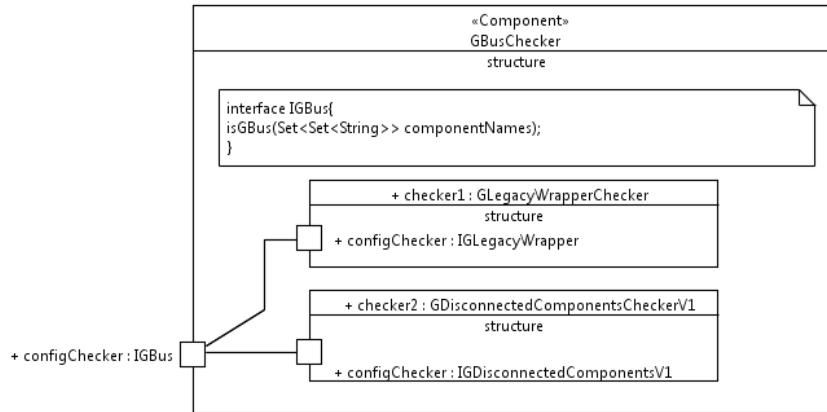 «Component»
GBusChecker
structure
interface IGBus{
isGBus(Set<Set<String>> componentNames);
}
+ checker1 : GLegacyWrapperChecker
structure
+ configChecker : IGLegacyWrapper
+ checker2 : GDisconnectedComponentsCheckerV1
structure
+ configChecker : IGBus
+ configChecker : IGDisconnectedComponentsV1